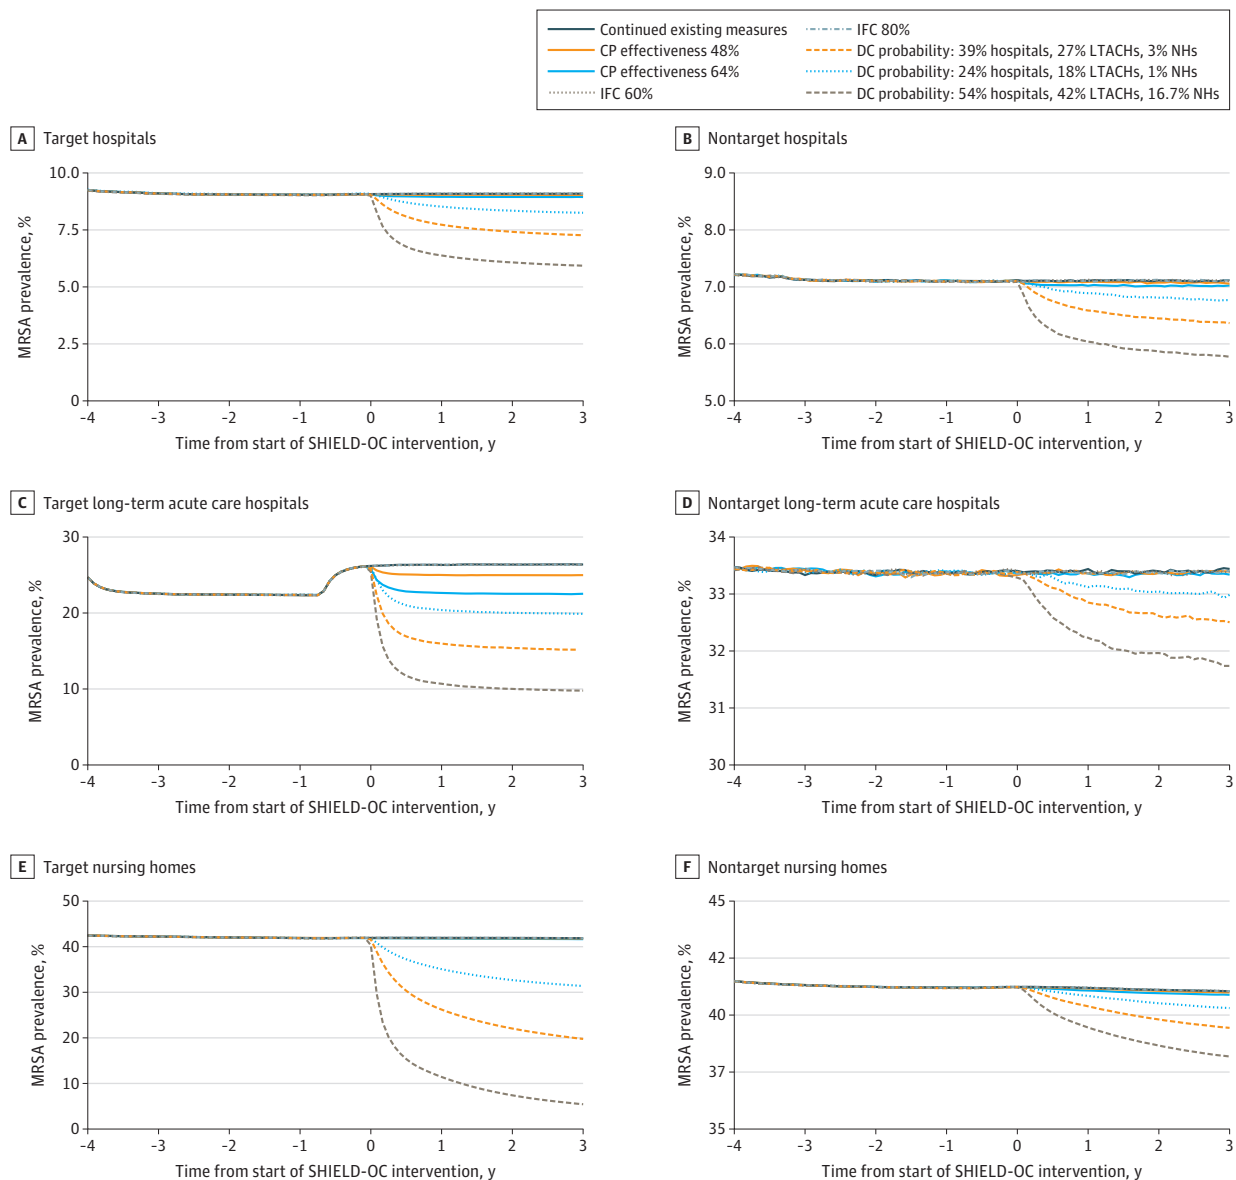 Continued existing measures
CP effectiveness 48%
CP effectiveness 64%
IFC 60%
IFC 80%
DC probability: 39% hospitals, 27% LTACHs, 3% NHs
DC probability: 24% hospitals, 18% LTACHs, 1% NHs
DC probability: 54% hospitals, 42% LTACHs, 16.7% NHs
A Target hospitals
10.0
7.5
5.0
2.5
0
MRSA prevalence, %
-4 -3 -2 -1 0 1 2 3
Time from start of SHIELD-OC intervention, y
B Nontarget hospitals
9.0
8.0
7.0
6.0
5.0
MRSA prevalence, %
-4 -3 -2 -1 0 1 2 3
Time from start of SHIELD-OC intervention, y
C Target long-term acute care hospitals
30
20
10
0
MRSA prevalence, %
-4 -3 -2 -1 0 1 2 3
Time from start of SHIELD-OC intervention, y
D Nontarget long-term acute care hospitals
34
33
32
31
30
MRSA prevalence, %
-4 -3 -2 -1 0 1 2 3
Time from start of SHIELD-OC intervention, y
E Target nursing homes
50
40
30
20
10
0
MRSA prevalence, %
-4 -3 -2 -1 0 1 2 3
Time from start of SHIELD-OC intervention, y
F Nontarget nursing homes
45
42
40
37
35
MRSA prevalence, %
-4 -3 -2 -1 0 1 2 3
Time from start of SHIELD-OC intervention, y